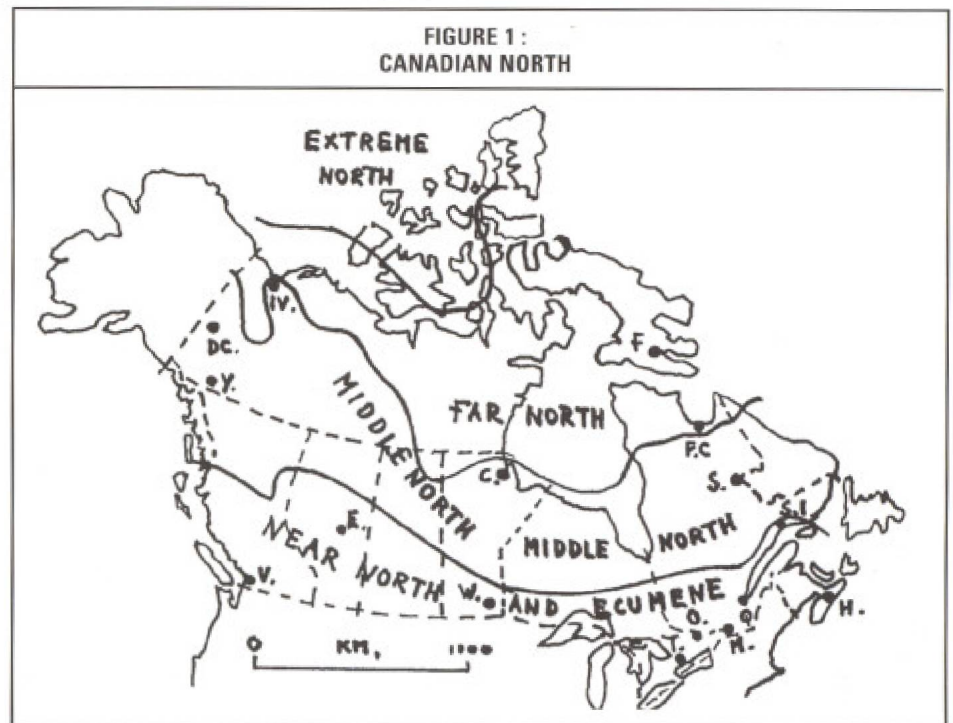 FIGURE 1 :
CANADIAN NORTH
EXTREME
NORTH
IV.
DC.
Y.
F.
MIDDLE NORTH
FAR NORTH
F.C
C.
S.
S.I.
MIDDLE NORTH
E.
NEAR NORTH AND ECUMENE
V.
W.
O.
Q
H.
T.
M.
0 KM, 1000